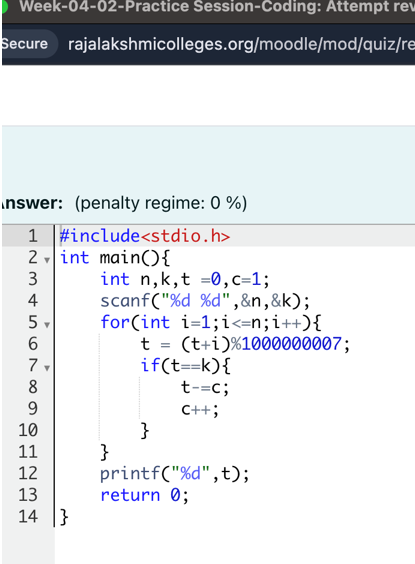 Week-04-02-Practice Session-Coding: Attempt rev
Secure rajalakshmicolleges.org/moodle/mod/quiz/re
Answer: (penalty regime: 0 %)
1 #include<stdio.h>
2 int main(){
3     int n,k,t =0,c=1;
4     scanf("%d %d",&n,&k);
5     for(int i=1;i<=n;i++){
6         t = (t+i)%1000000007;
7         if(t==k){
8             t-=c;
9             c++;
10         }
11     }
12     printf("%d",t);
13     return 0;
14 }